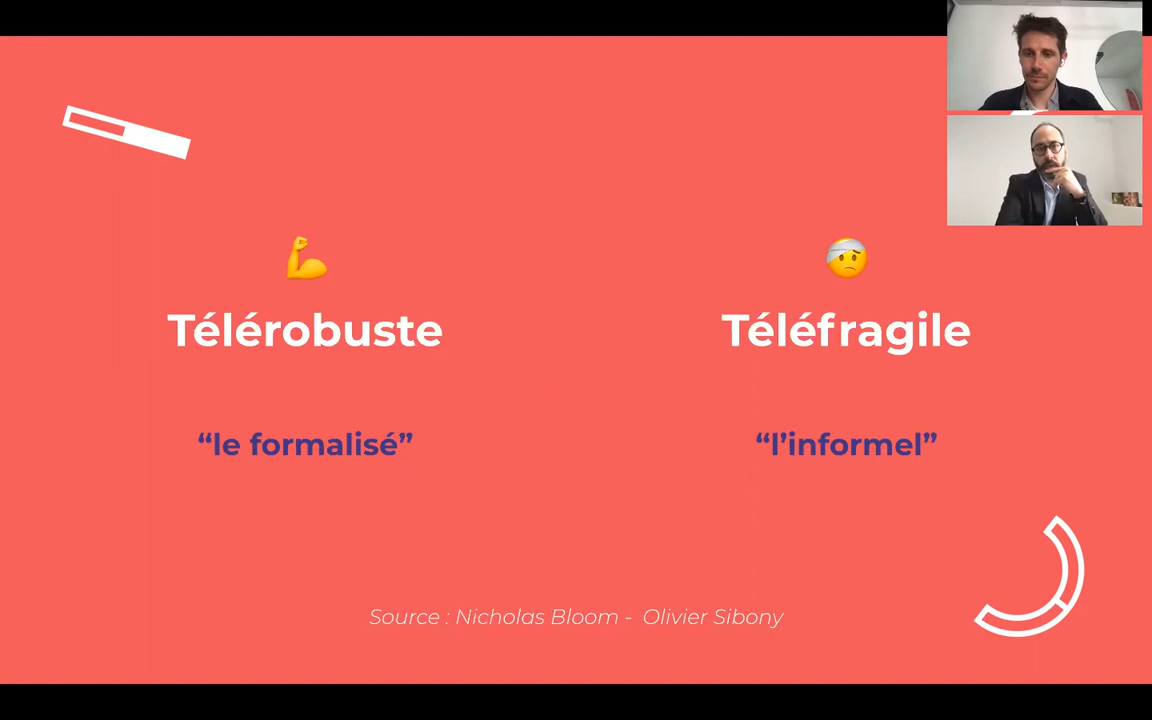 Télérobuste
Téléfragile
“le formalisé”
“l’informel”
Source : Nicholas Bloom - Olivier Sibony